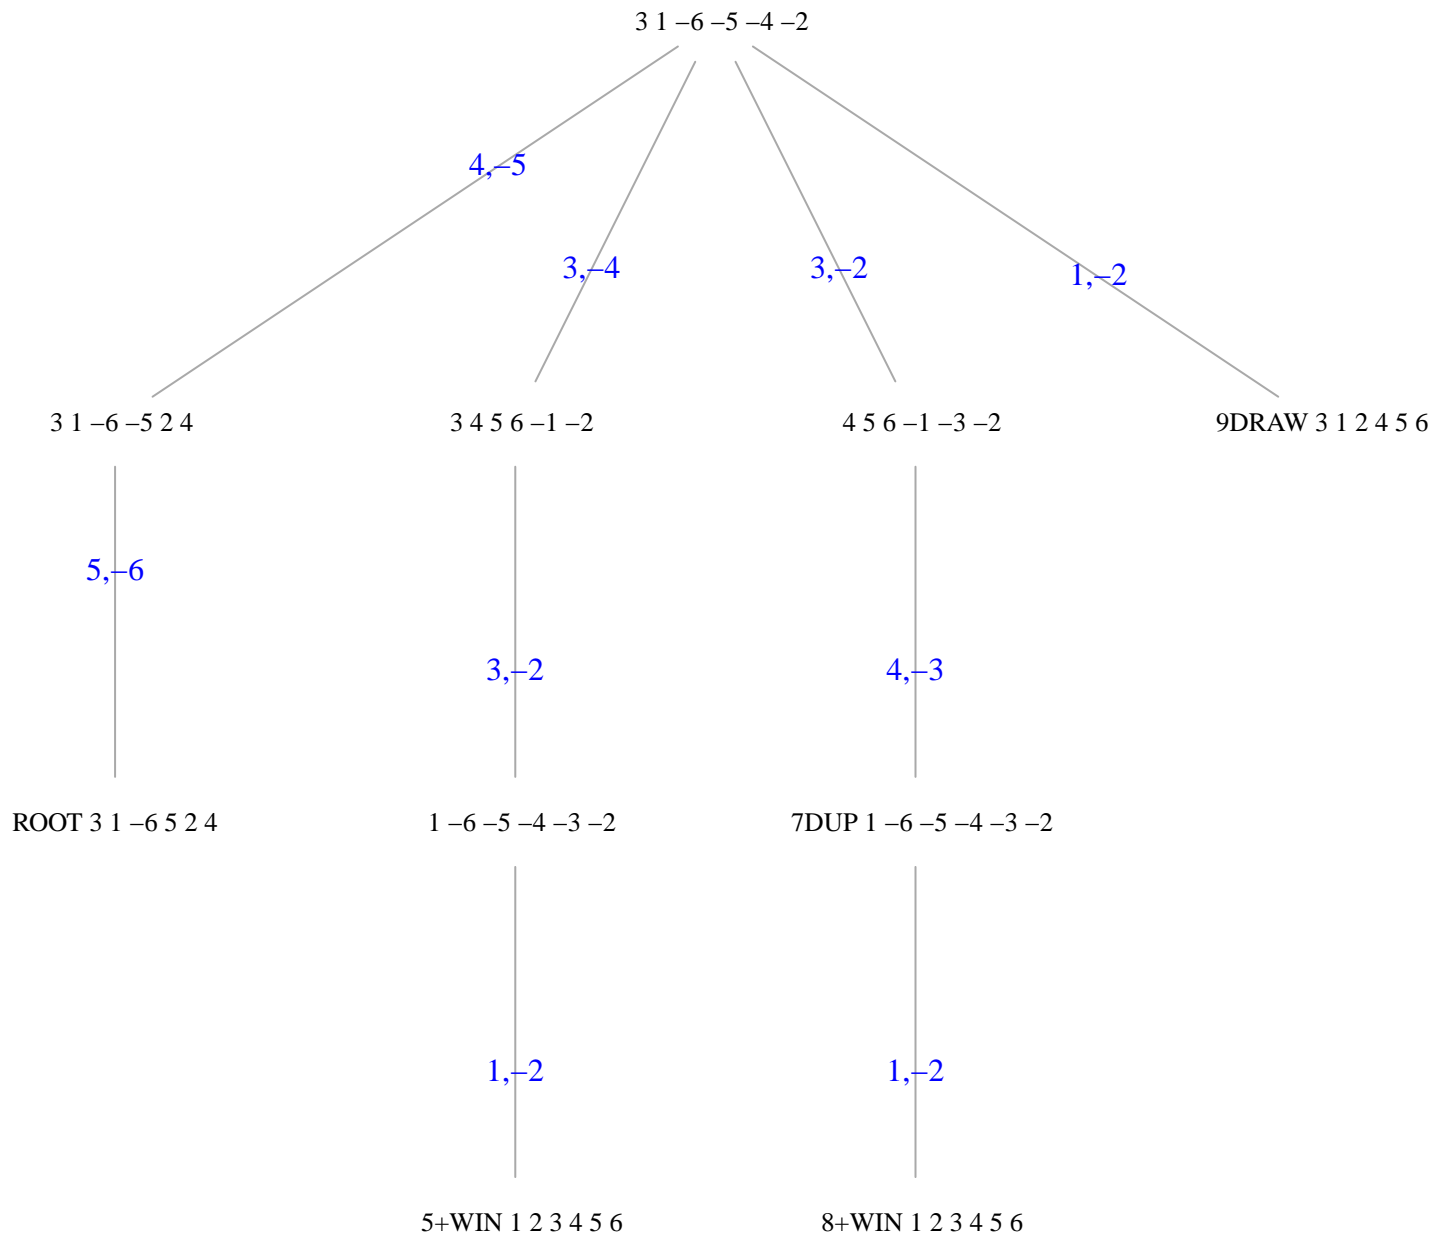 3 1 –6 –5 –4 –2
4,–5
3,–4
3,–2
1,–2
3 1 –6 –5 2 4
3 4 5 6 –1 –2
4 5 6 –1 –3 –2
9DRAW 3 1 2 4 5 6
5,–6
3,–2
4,–3
ROOT 3 1 –6 5 2 4
1 –6 –5 –4 –3 –2
7DUP 1 –6 –5 –4 –3 –2
1,–2
1,–2
5+WIN 1 2 3 4 5 6
8+WIN 1 2 3 4 5 6